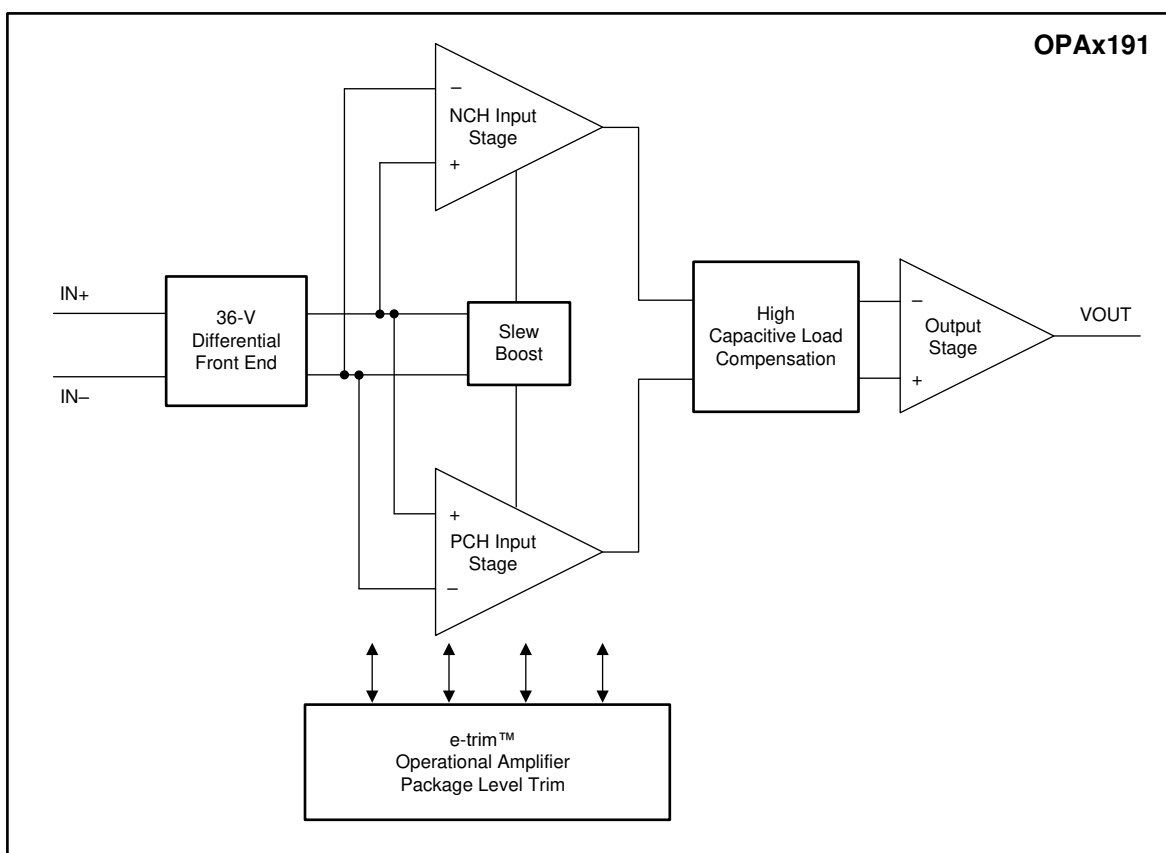 OPAx191
−
NCH Input
Stage
+
IN+
IN–
36-V
Differential
Front End
Slew
Boost
High
Capacitive Load
Compensation
−
Output
Stage
+
VOUT
+
PCH Input
Stage
−
e-trim™
Operational Amplifier
Package Level Trim